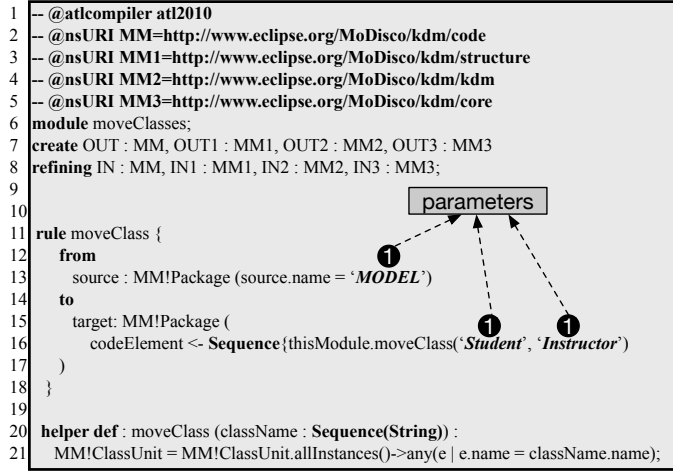 1 -- @atlcompiler atl2010
2 -- @nsURI MM=http://www.eclipse.org/MoDisco/kdm/code
3 -- @nsURI MM1=http://www.eclipse.org/MoDisco/kdm/structure
4 -- @nsURI MM2=http://www.eclipse.org/MoDisco/kdm/kdm
5 -- @nsURI MM3=http://www.eclipse.org/MoDisco/kdm/core
6 module moveClasses;
7 create OUT : MM, OUT1 : MM1, OUT2 : MM2, OUT3 : MM3
8 refining IN : MM, IN1 : MM1, IN2 : MM2, IN3 : MM3;
9
10 parameters
11 rule moveClass {
12 from 1
13 source : MM!Package (source.name = ‘MODEL’)
14 to
15 target: MM!Package ( 1 1
16 codeElement <- Sequence{thisModule.moveClass(‘Student’, ‘Instructor’)
17 )
18 }
19
20 helper def : moveClass (className : Sequence(String)) :
21 MM!ClassUnit = MM!ClassUnit.allInstances()->any(e | e.name = className.name);